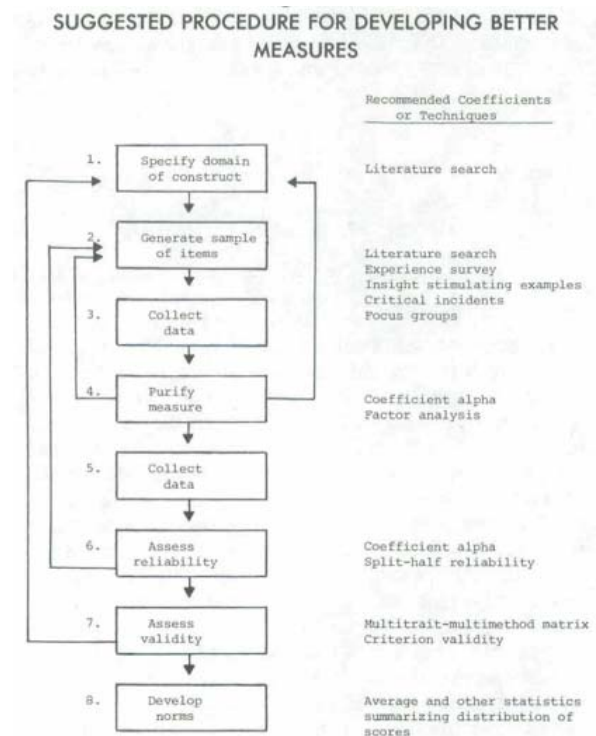 SUGGESTED PROCEDURE FOR DEVELOPING BETTER
MEASURES
Recommended Coefficients
or Techniques
1. Specify domain
of construct
Literature search
2. Generate sample
of items
Literature search
Experience survey
Insight stimulating examples
Critical incidents
Focus groups
3. Collect
data
4. Purify
measure
Coefficient alpha
Factor analysis
5. Collect
data
6. Assess
reliability
Coefficient alpha
Split-half reliability
7. Assess
validity
Multitrait-multimethod matrix
Criterion validity
8. Develop
norms
Average and other statistics
summarizing distribution of
scores